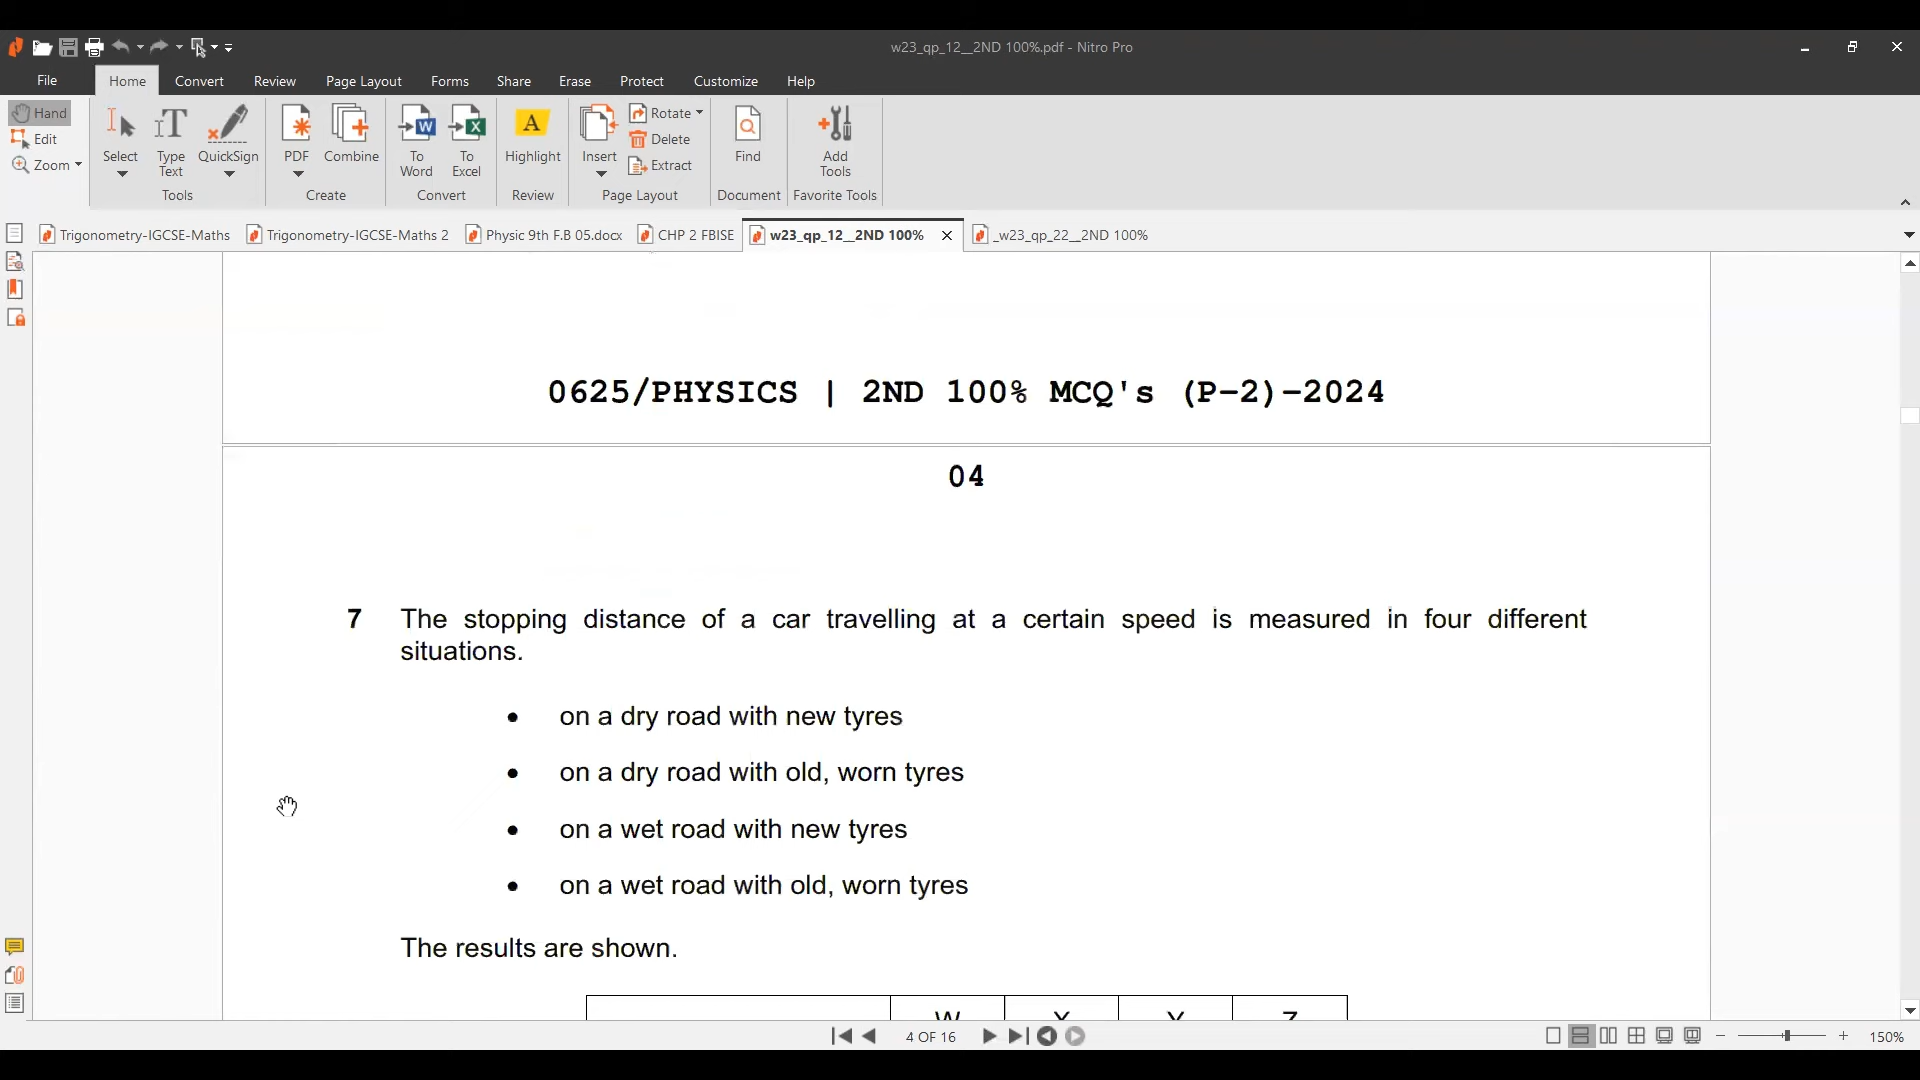 w23_qp_12__2ND 100%.pdf - Nitro Pro
File
Home
Convert
Review
Page Layout
Forms
Share
Erase
Protect
Customize
Help
Hand
Edit
Zoom
Select
Type
Text
QuickSign
Tools
PDF
Combine
Create
To
Word
To
Excel
Convert
Highlight
Review
Insert
Rotate
Delete
Extract
Page Layout
Find
Document
Add
Tools
Favorite Tools
Trigonometry-IGCSE-Maths
Trigonometry-IGCSE-Maths 2
Physic 9th F.B 05.docx
CHP 2 FBISE
w23_qp_12__2ND 100%
_w23_qp_22__2ND 100%
0625/PHYSICS | 2ND 100% MCQ's (P-2)-2024
04
7 The stopping distance of a car travelling at a certain speed is measured in four different
situations.
• on a dry road with new tyres
• on a dry road with old, worn tyres
• on a wet road with new tyres
• on a wet road with old, worn tyres
The results are shown.
W X Y Z
4 OF 16
150%